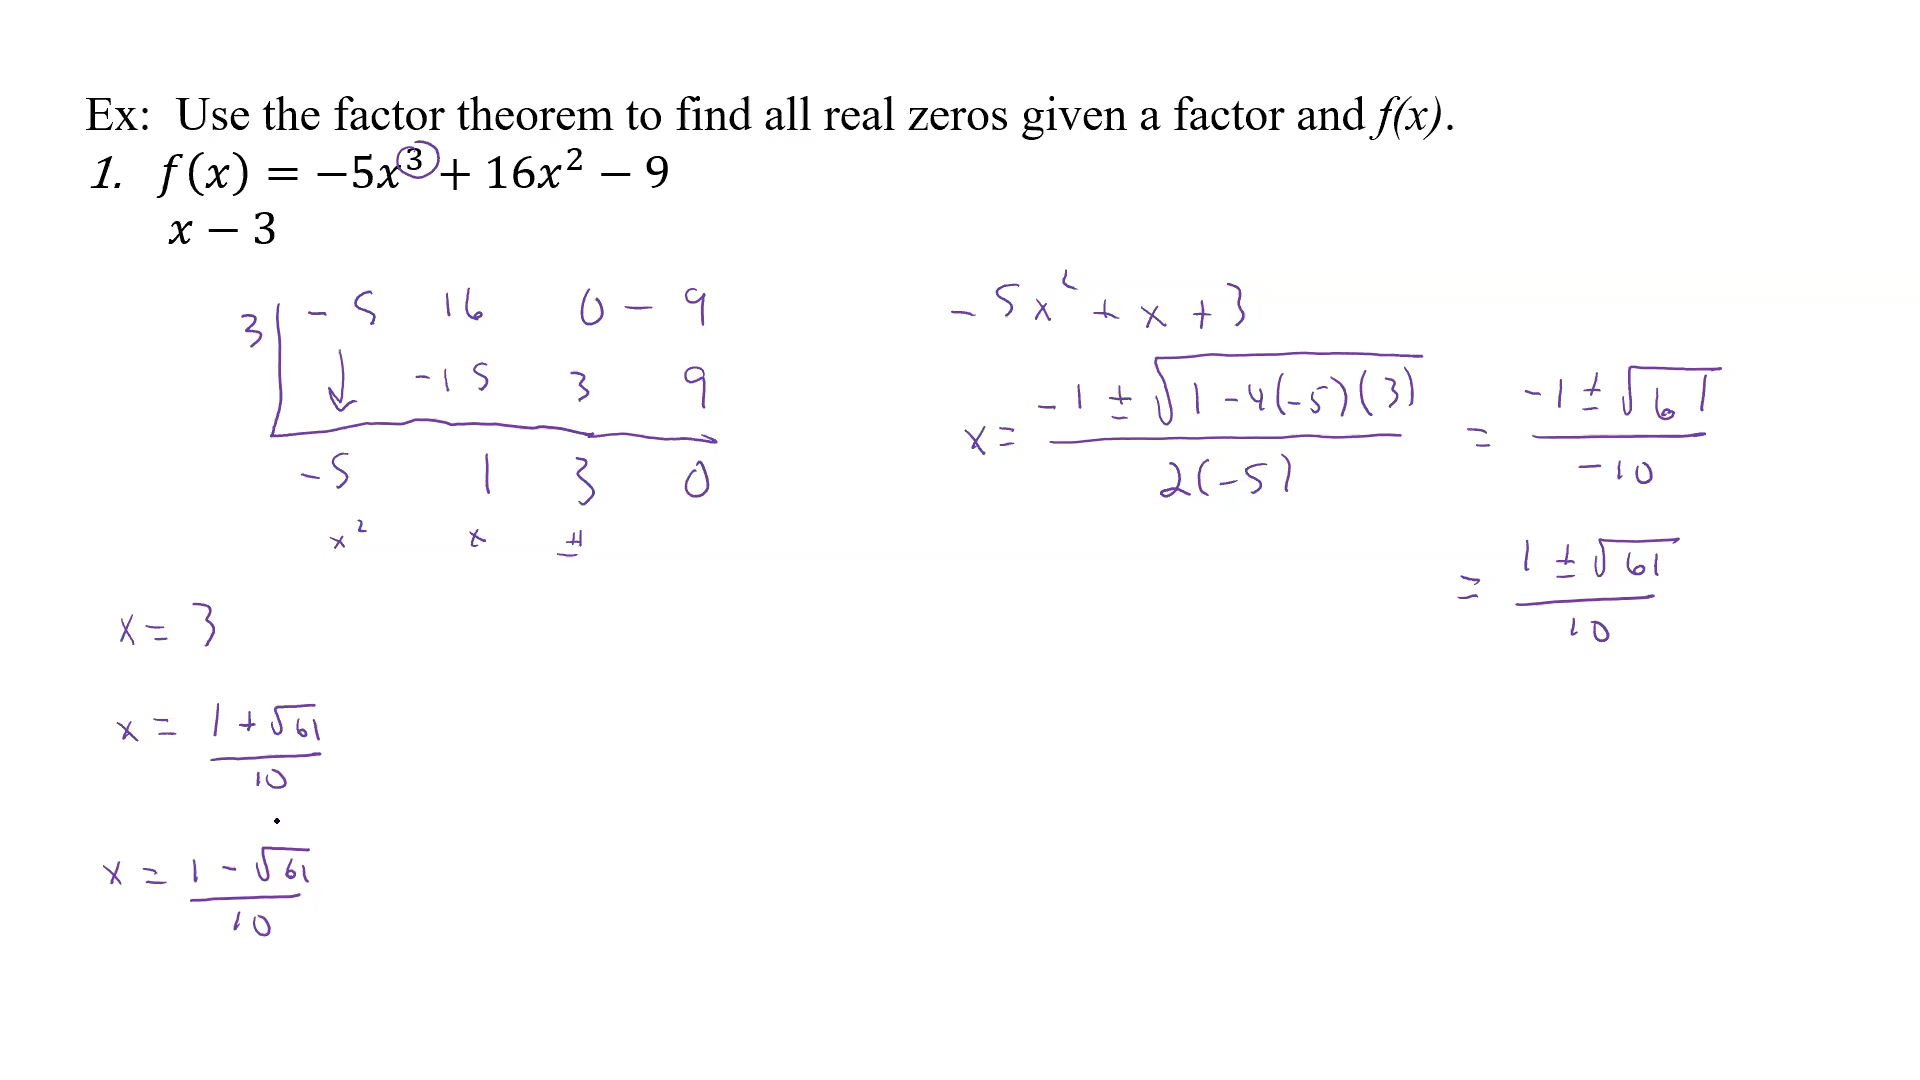 Ex: Use the factor theorem to find all real zeros given a factor and f(x).
1. f(x) = −5x³ + 16x² − 9
x − 3
3 | -5 16 0 -9
-15 3 9
-5 1 3 0
x² x #
x = 3
x = (1 + √61)/10
x = (1 - √61)/10
-5x² + x + 3
x = (-1 ± √(1 - 4(-5)(3)))/(2(-5)) = (-1 ± √61)/(-10)
= (1 ± √61)/10